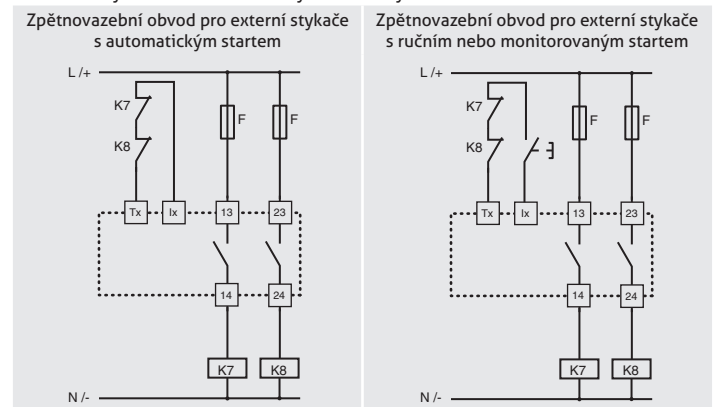 Zpětnovazební obvod pro externí stykače
s automatickým startem
L /+
K7
K8
F
F
Tx
Ix
13
23
14
24
K7
K8
N /-
Zpětnovazební obvod pro externí stykače
s ručním nebo monitorovaným startem
L /+
K7
K8
F
F
Tx
Ix
13
23
14
24
K7
K8
N /-